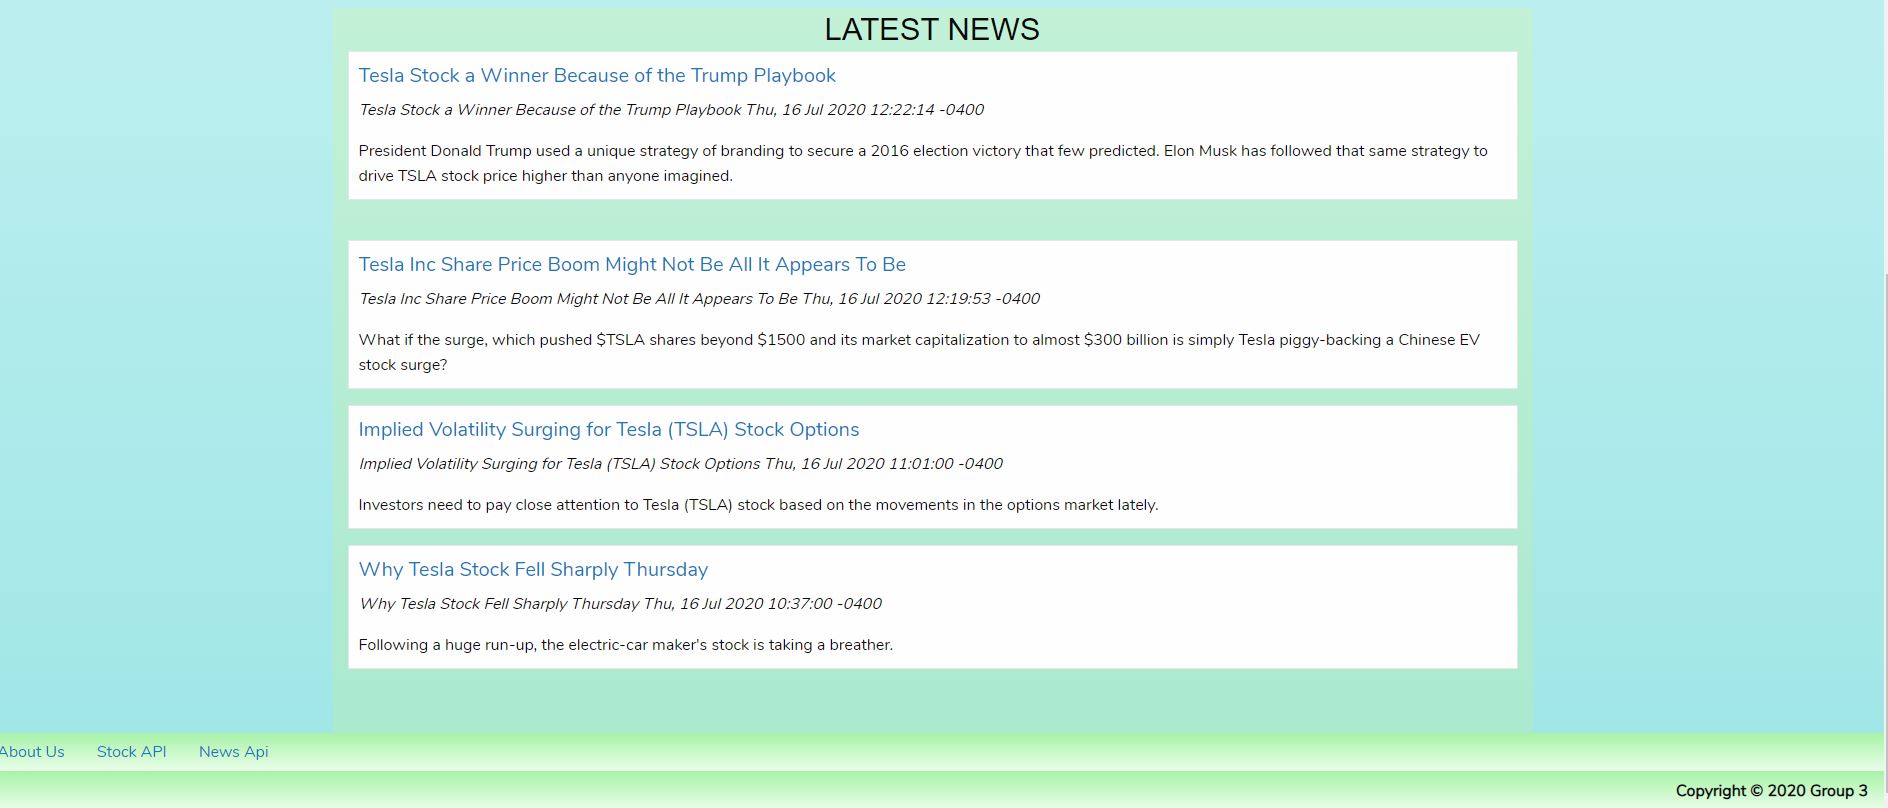 LATEST NEWS
Tesla Stock a Winner Because of the Trump Playbook
Tesla Stock a Winner Because of the Trump Playbook Thu, 16 Jul 2020 12:22:14 -0400
President Donald Trump used a unique strategy of branding to secure a 2016 election victory that few predicted. Elon Musk has followed that same strategy to
drive TSLA stock price higher than anyone imagined.
Tesla Inc Share Price Boom Might Not Be All It Appears To Be
Tesla Inc Share Price Boom Might Not Be All It Appears To Be Thu, 16 Jul 2020 12:19:53 -0400
What if the surge, which pushed $TSLA shares beyond $1500 and its market capitalization to almost $300 billion is simply Tesla piggy-backing a Chinese EV
stock surge?
Implied Volatility Surging for Tesla (TSLA) Stock Options
Implied Volatility Surging for Tesla (TSLA) Stock Options Thu, 16 Jul 2020 11:01:00 -0400
Investors need to pay close attention to Tesla (TSLA) stock based on the movements in the options market lately.
Why Tesla Stock Fell Sharply Thursday
Why Tesla Stock Fell Sharply Thursday Thu, 16 Jul 2020 10:37:00 -0400
Following a huge run-up, the electric-car maker's stock is taking a breather.
About Us Stock API News Api
Copyright © 2020 Group 3